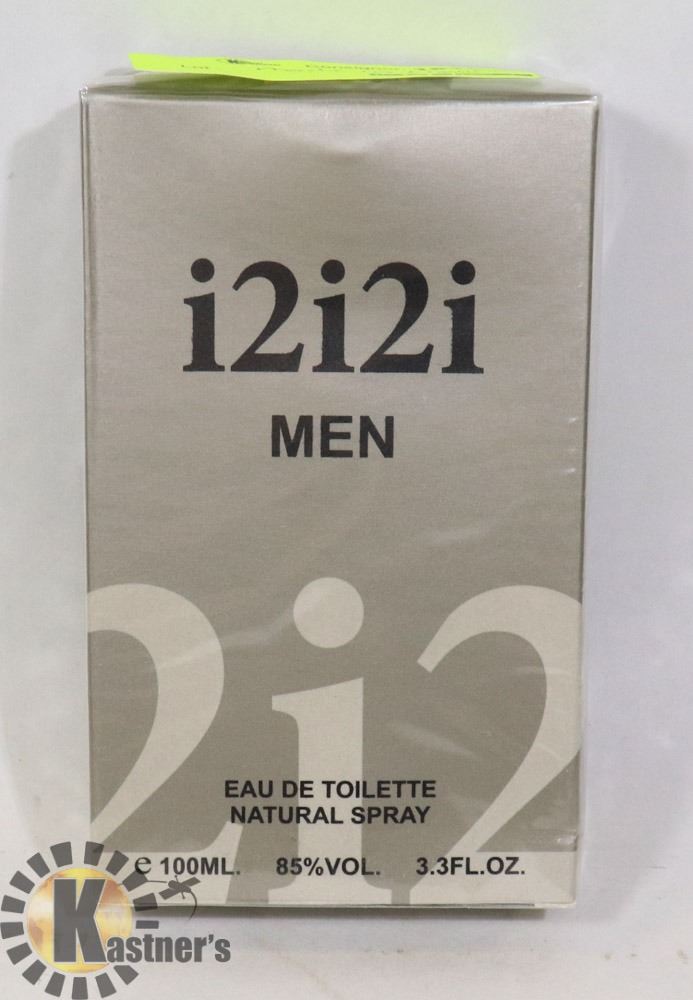 i2i2i
MEN
2i2
EAU DE TOILETTE
NATURAL SPRAY
e 100ML. 85%VOL. 3.3FL.OZ.
Kastner's